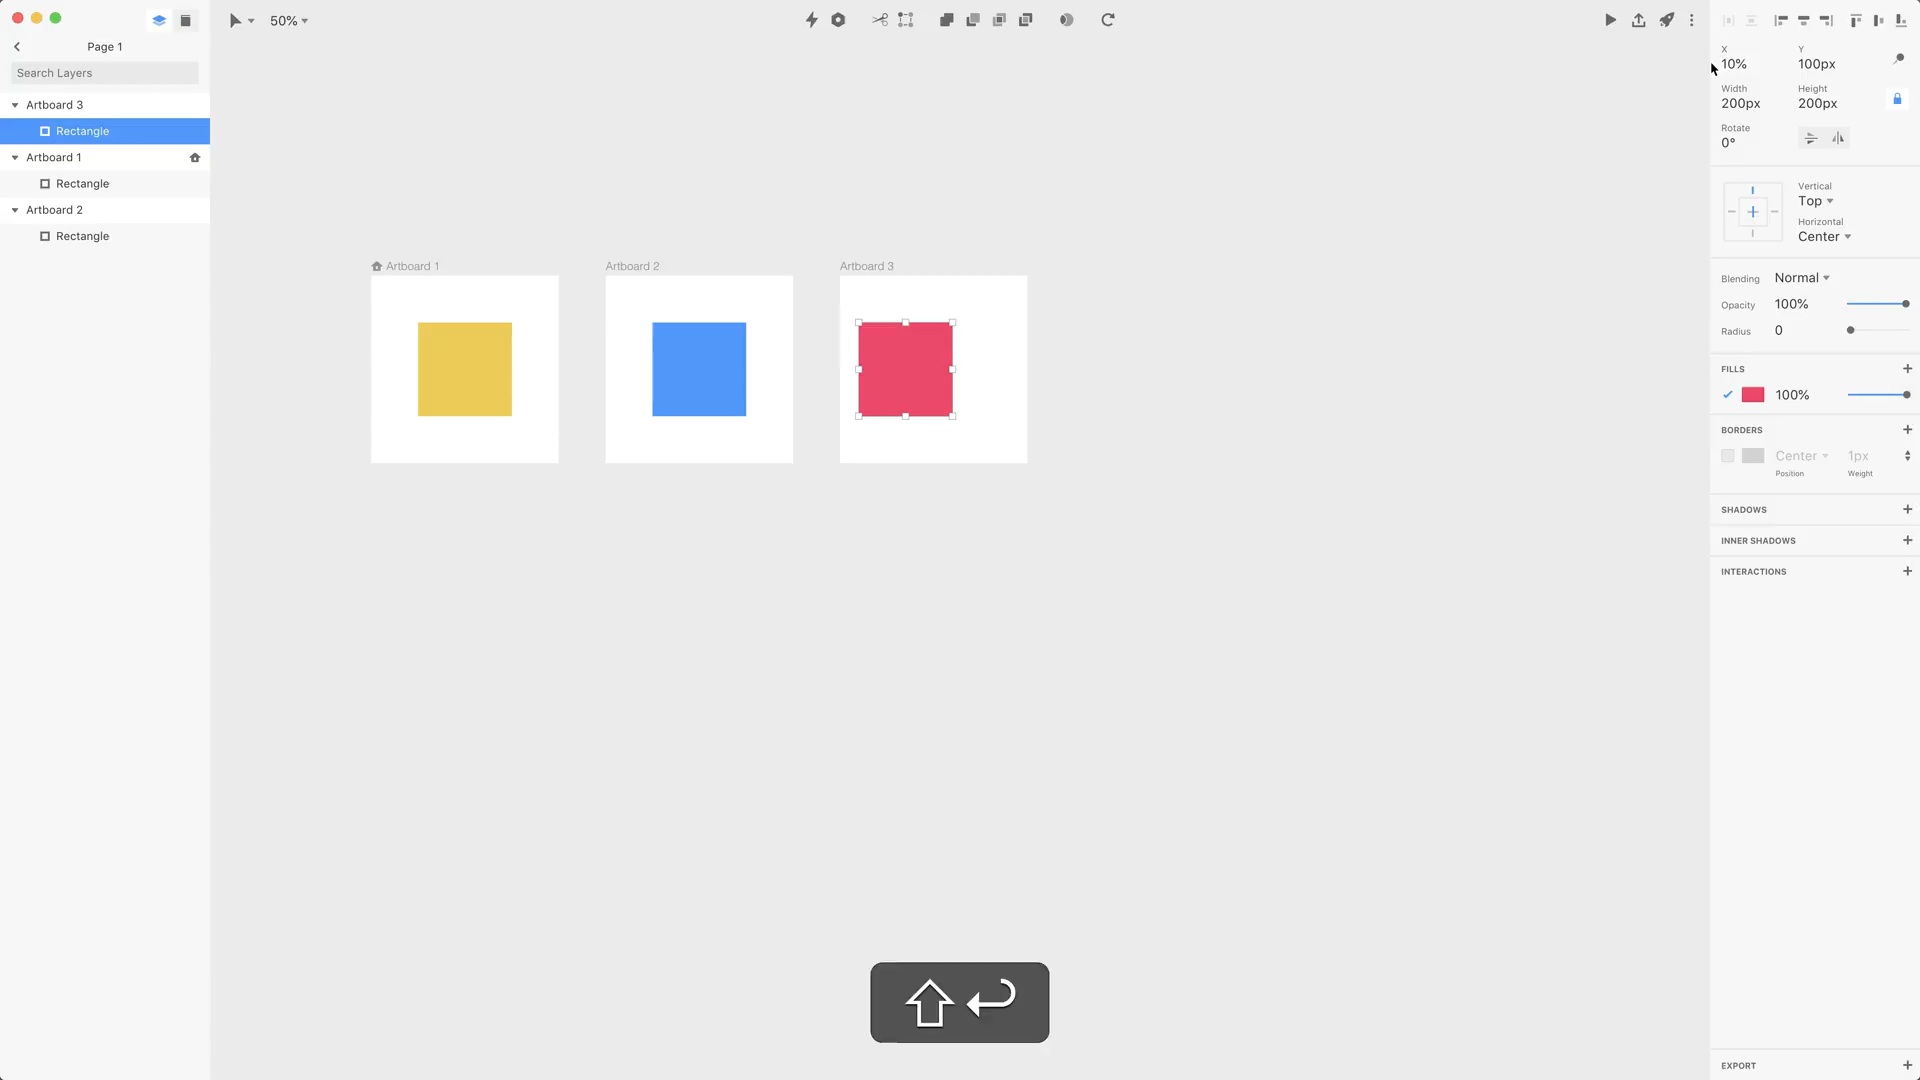 50%
Page 1
Search Layers
Artboard 3
Rectangle
Artboard 1
Rectangle
Artboard 2
Rectangle
Artboard 1
Artboard 2
Artboard 3
X
Y
10%
100px
Width
Height
200px
200px
Rotate
0°
Vertical
Top
Horizontal
Center
Blending
Normal
Opacity
100%
Radius
0
FILLS
100%
BORDERS
Center
1px
Position
Weight
SHADOWS
INNER SHADOWS
INTERACTIONS
EXPORT